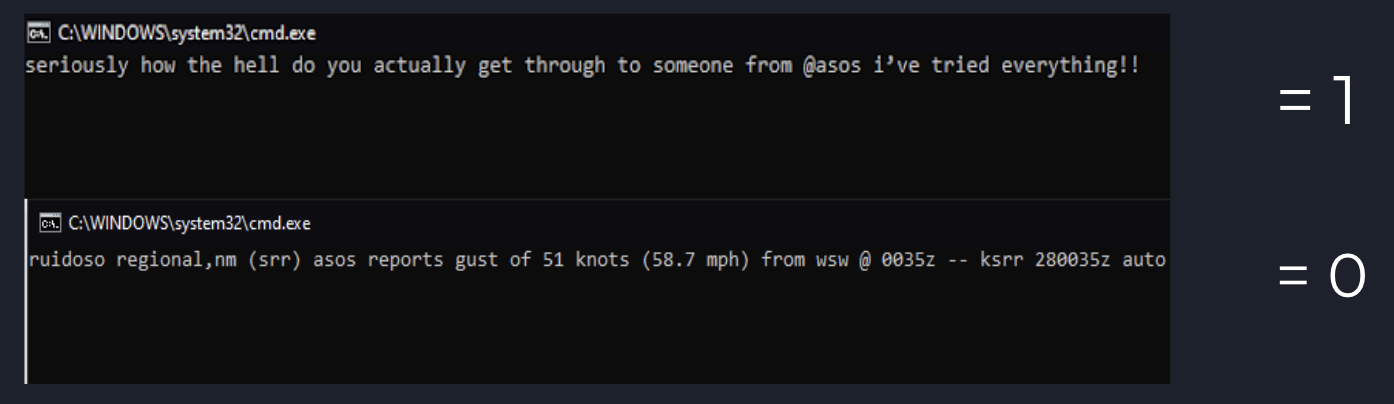 C:\WINDOWS\system32\cmd.exe
seriously how the hell do you actually get through to someone from @asos i've tried everything!!
= 1
C:\WINDOWS\system32\cmd.exe
ruidoso regional,nm (srr) asos reports gust of 51 knots (58.7 mph) from wsw @ 0035z -- ksrr 280035z auto
= 0